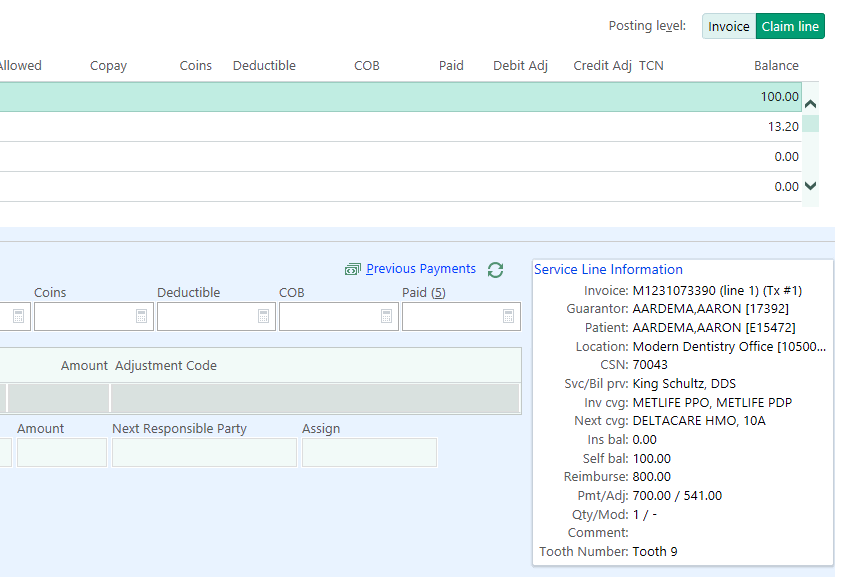 Posting level: Invoice Claim line
Allowed Copay Coins Deductible COB Paid Debit Adj Credit Adj TCN Balance
100.00
13.20
0.00
0.00
Previous Payments
Coins Deductible COB Paid (5)
Amount Adjustment Code
Amount Next Responsible Party Assign
Service Line Information
Invoice: M1231073390 (line 1) (Tx #1)
Guarantor: AARDEMA,AARON [17392]
Patient: AARDEMA,AARON [E15472]
Location: Modern Dentistry Office [10500...
CSN: 70043
Svc/Bil prv: King Schultz, DDS
Inv cvg: METLIFE PPO, METLIFE PDP
Next cvg: DELTACARE HMO, 10A
Ins bal: 0.00
Self bal: 100.00
Reimburse: 800.00
Pmt/Adj: 700.00 / 541.00
Qty/Mod: 1 / -
Comment:
Tooth Number: Tooth 9